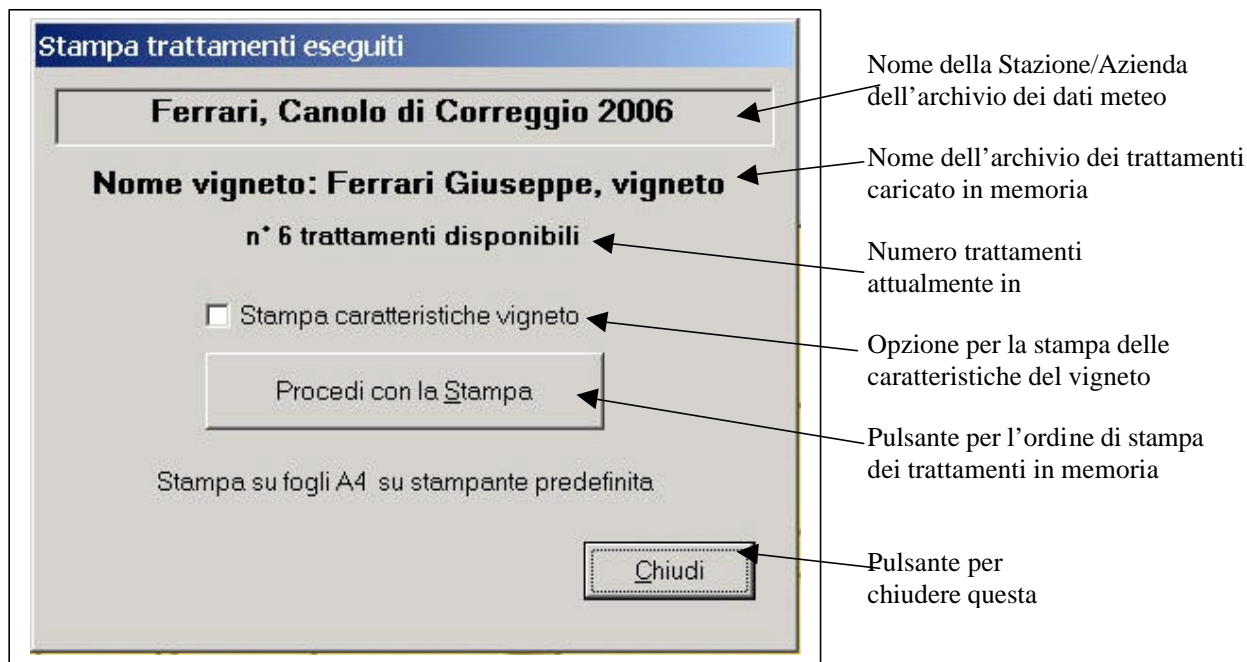 Stampa trattamenti eseguiti
Ferrari, Canolo di Correggio 2006
Nome vigneto: Ferrari Giuseppe, vigneto
n° 6 trattamenti disponibili
Stampa caratteristiche vigneto
Procedi con la Stampa
Stampa su fogli A4 su stampante predefinita
Chiudi
Nome della Stazione/Azienda
dell’archivio dei dati meteo
Nome dell’archivio dei trattamenti
caricato in memoria
Numero trattamenti
attualmente in
Opzione per la stampa delle
caratteristiche del vigneto
Pulsante per l’ordine di stampa
dei trattamenti in memoria
Pulsante per
chiudere questa